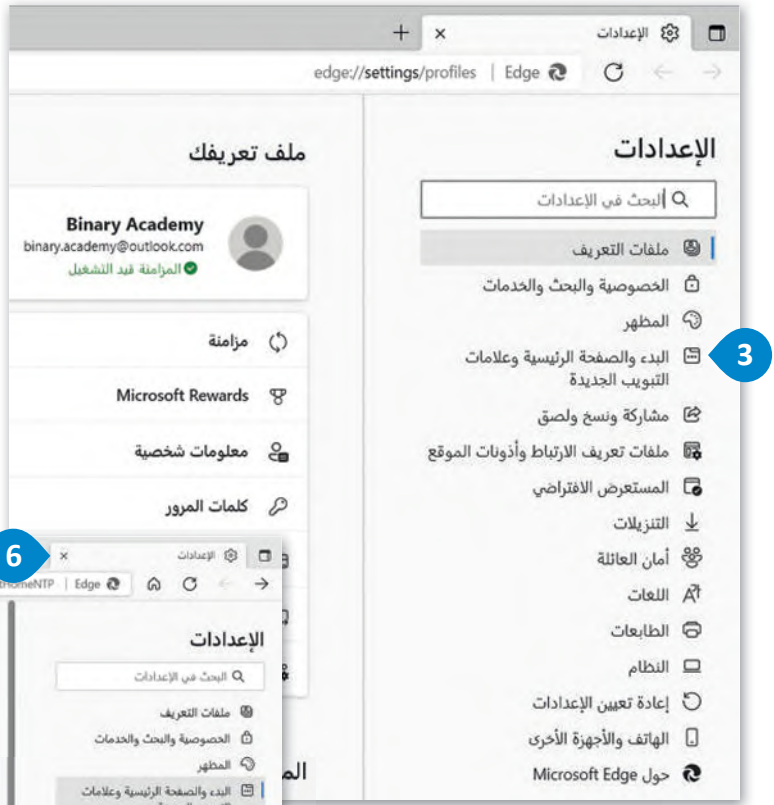 الإعدادات
edge://settings/profiles | Edge
الإعدادات
البحث في الإعدادات
ملفات التعريف
الخصوصية والبحث والخدمات
المظهر
البدء والصفحة الرئيسية وعلامات
التبويب الجديدة
3
مشاركة ونسخ ولصق
ملفات تعريف الارتباط وأذونات الموقع
المستعرض الافتراضي
التنزيلات
أمان العائلة
اللغات
الطابعات
النظام
إعادة تعيين الإعدادات
الهاتف والأجهزة الأخرى
حول Microsoft Edge
ملف تعريفك
Binary Academy
binary.academy@outlook.com
المزامنة قيد التشغيل
مزامنة
Microsoft Rewards
معلومات شخصية
كلمات المرور
6
الإعدادات
HomeNTP | Edge
الإعدادات
البحث في الإعدادات
ملفات التعريف
الخصوصية والبحث والخدمات
المظهر
البدء والصفحة الرئيسية وعلامات